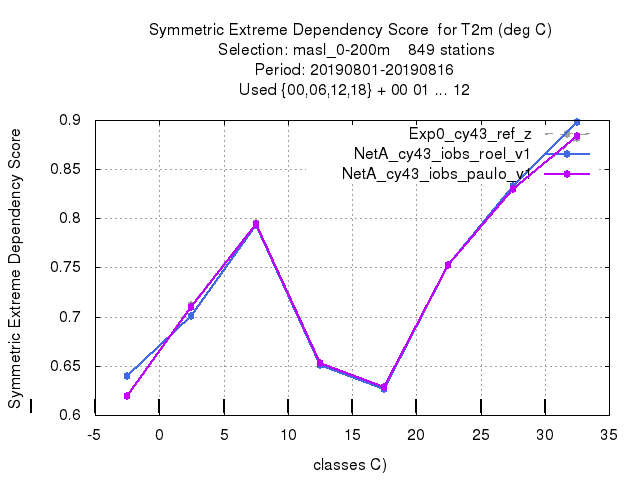 Symmetric Extreme Dependency Score for T2m (deg C)
Selection: masl_0-200m 849 stations
Period: 20190801-20190816
Used {00,06,12,18} + 00 01 ... 12
Symmetric Extreme Dependency Score
0.9
0.85
0.8
0.75
0.7
0.65
0.6
Exp0_cy43_ref_z
NetA_cy43_iobs_roel_v1
NetA_cy43_iobs_paulo_v1
-5 0 5 10 15 20 25 30 35
classes C)